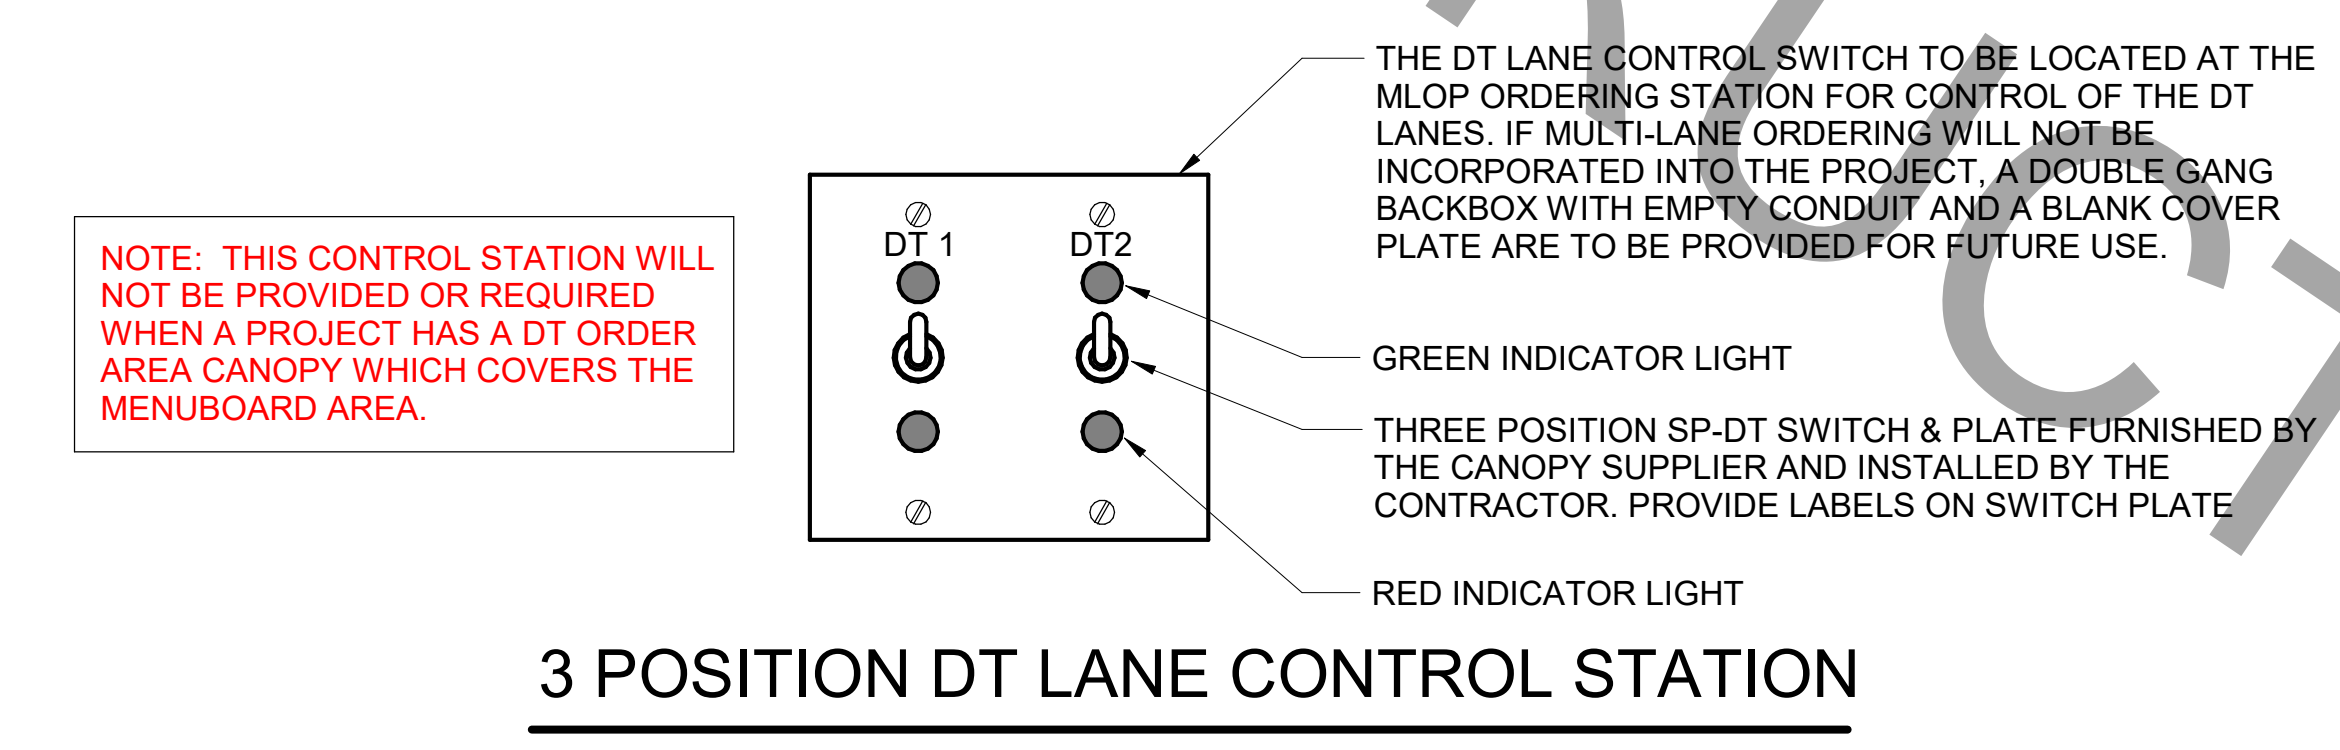 THE DT LANE CONTROL SWITCH TO BE LOCATED AT THE
MLOP ORDERING STATION FOR CONTROL OF THE DT
LANES. IF MULTI-LANE ORDERING WILL NOT BE
INCORPORATED INTO THE PROJECT, A DOUBLE GANG
BACKBOX WITH EMPTY CONDUIT AND A BLANK COVER
PLATE ARE TO BE PROVIDED FOR FUTURE USE.
NOTE:  THIS CONTROL STATION WILL
NOT BE PROVIDED OR REQUIRED
WHEN A PROJECT HAS A DT ORDER
AREA CANOPY WHICH COVERS THE
MENUBOARD AREA.
DT 1
DT2
GREEN INDICATOR LIGHT
THREE POSITION SP-DT SWITCH & PLATE FURNISHED BY
THE CANOPY SUPPLIER AND INSTALLED BY THE
CONTRACTOR. PROVIDE LABELS ON SWITCH PLATE
RED INDICATOR LIGHT
3 POSITION DT LANE CONTROL STATION